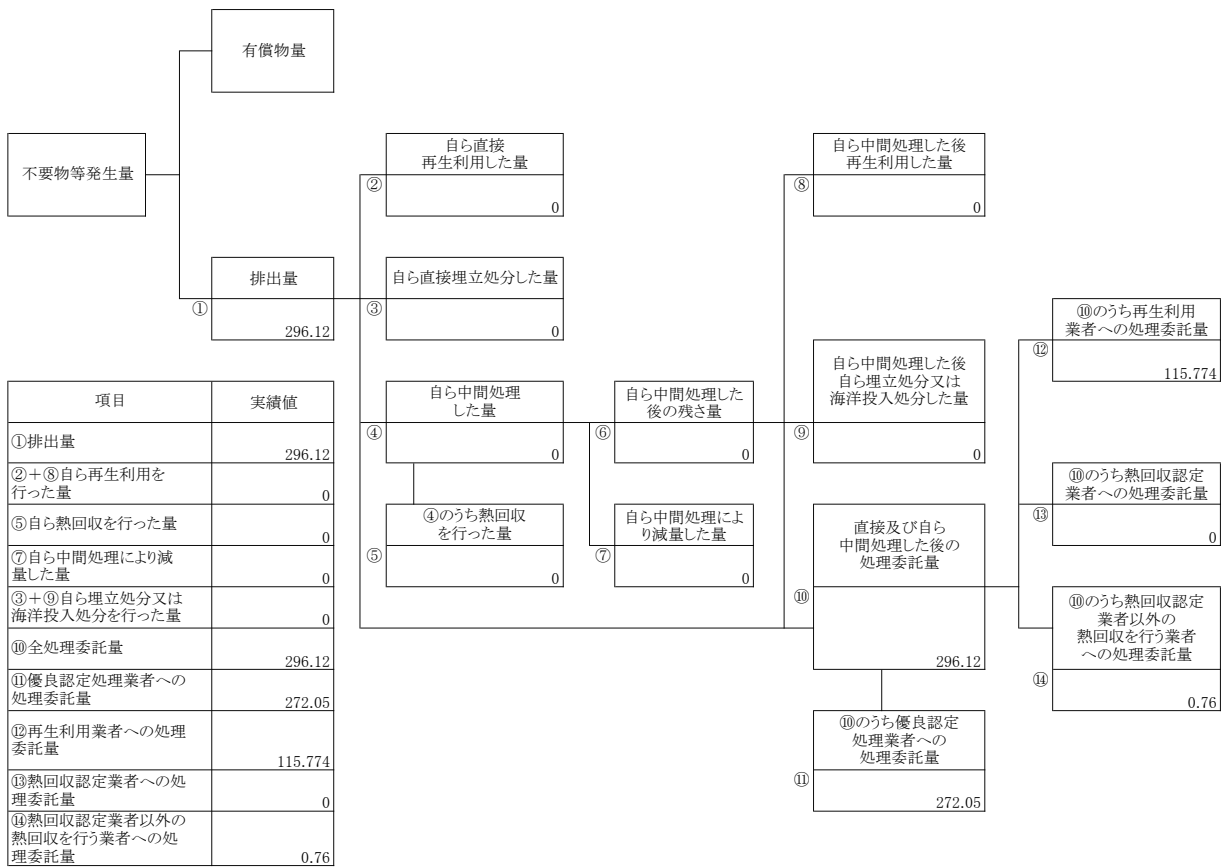 有償物量
不要物等発生量
自ら直接
再生利用した量
②
0
自ら中間処理した後
再生利用した量
⑧
0
排出量
①
296.12
自ら直接埋立処分した量
③
0
⑩のうち再生利用
業者への処理委託量
⑫
115.774
自ら中間処理
した量
④
0
自ら中間処理した
後の残さ量
⑥
0
自ら中間処理した後
自ら埋立処分又は
海洋投入処分した量
⑨
0
⑩のうち熱回収認定
業者への処理委託量
⑬
0
④のうち熱回収
を行った量
⑤
0
自ら中間処理によ
り減量した量
⑦
0
直接及び自ら
中間処理した後の
処理委託量
⑩
296.12
⑩のうち熱回収認定
業者以外の
熱回収を行う業者
への処理委託量
⑭
0.76
⑩のうち優良認定
処理業者への
処理委託量
⑪
272.05
項目 実績値
①排出量 296.12
②+⑧自ら再生利用を
行った量 0
⑤自ら熱回収を行った量 0
⑦自ら中間処理により減
量した量 0
③+⑨自ら埋立処分又は
海洋投入処分を行った量 0
⑩全処理委託量 296.12
⑪優良認定処理業者への
処理委託量 272.05
⑫再生利用業者への処理
委託量 115.774
⑬熱回収認定業者への処
理委託量 0
⑭熱回収認定業者以外の
熱回収を行う業者への処
理委託量 0.76